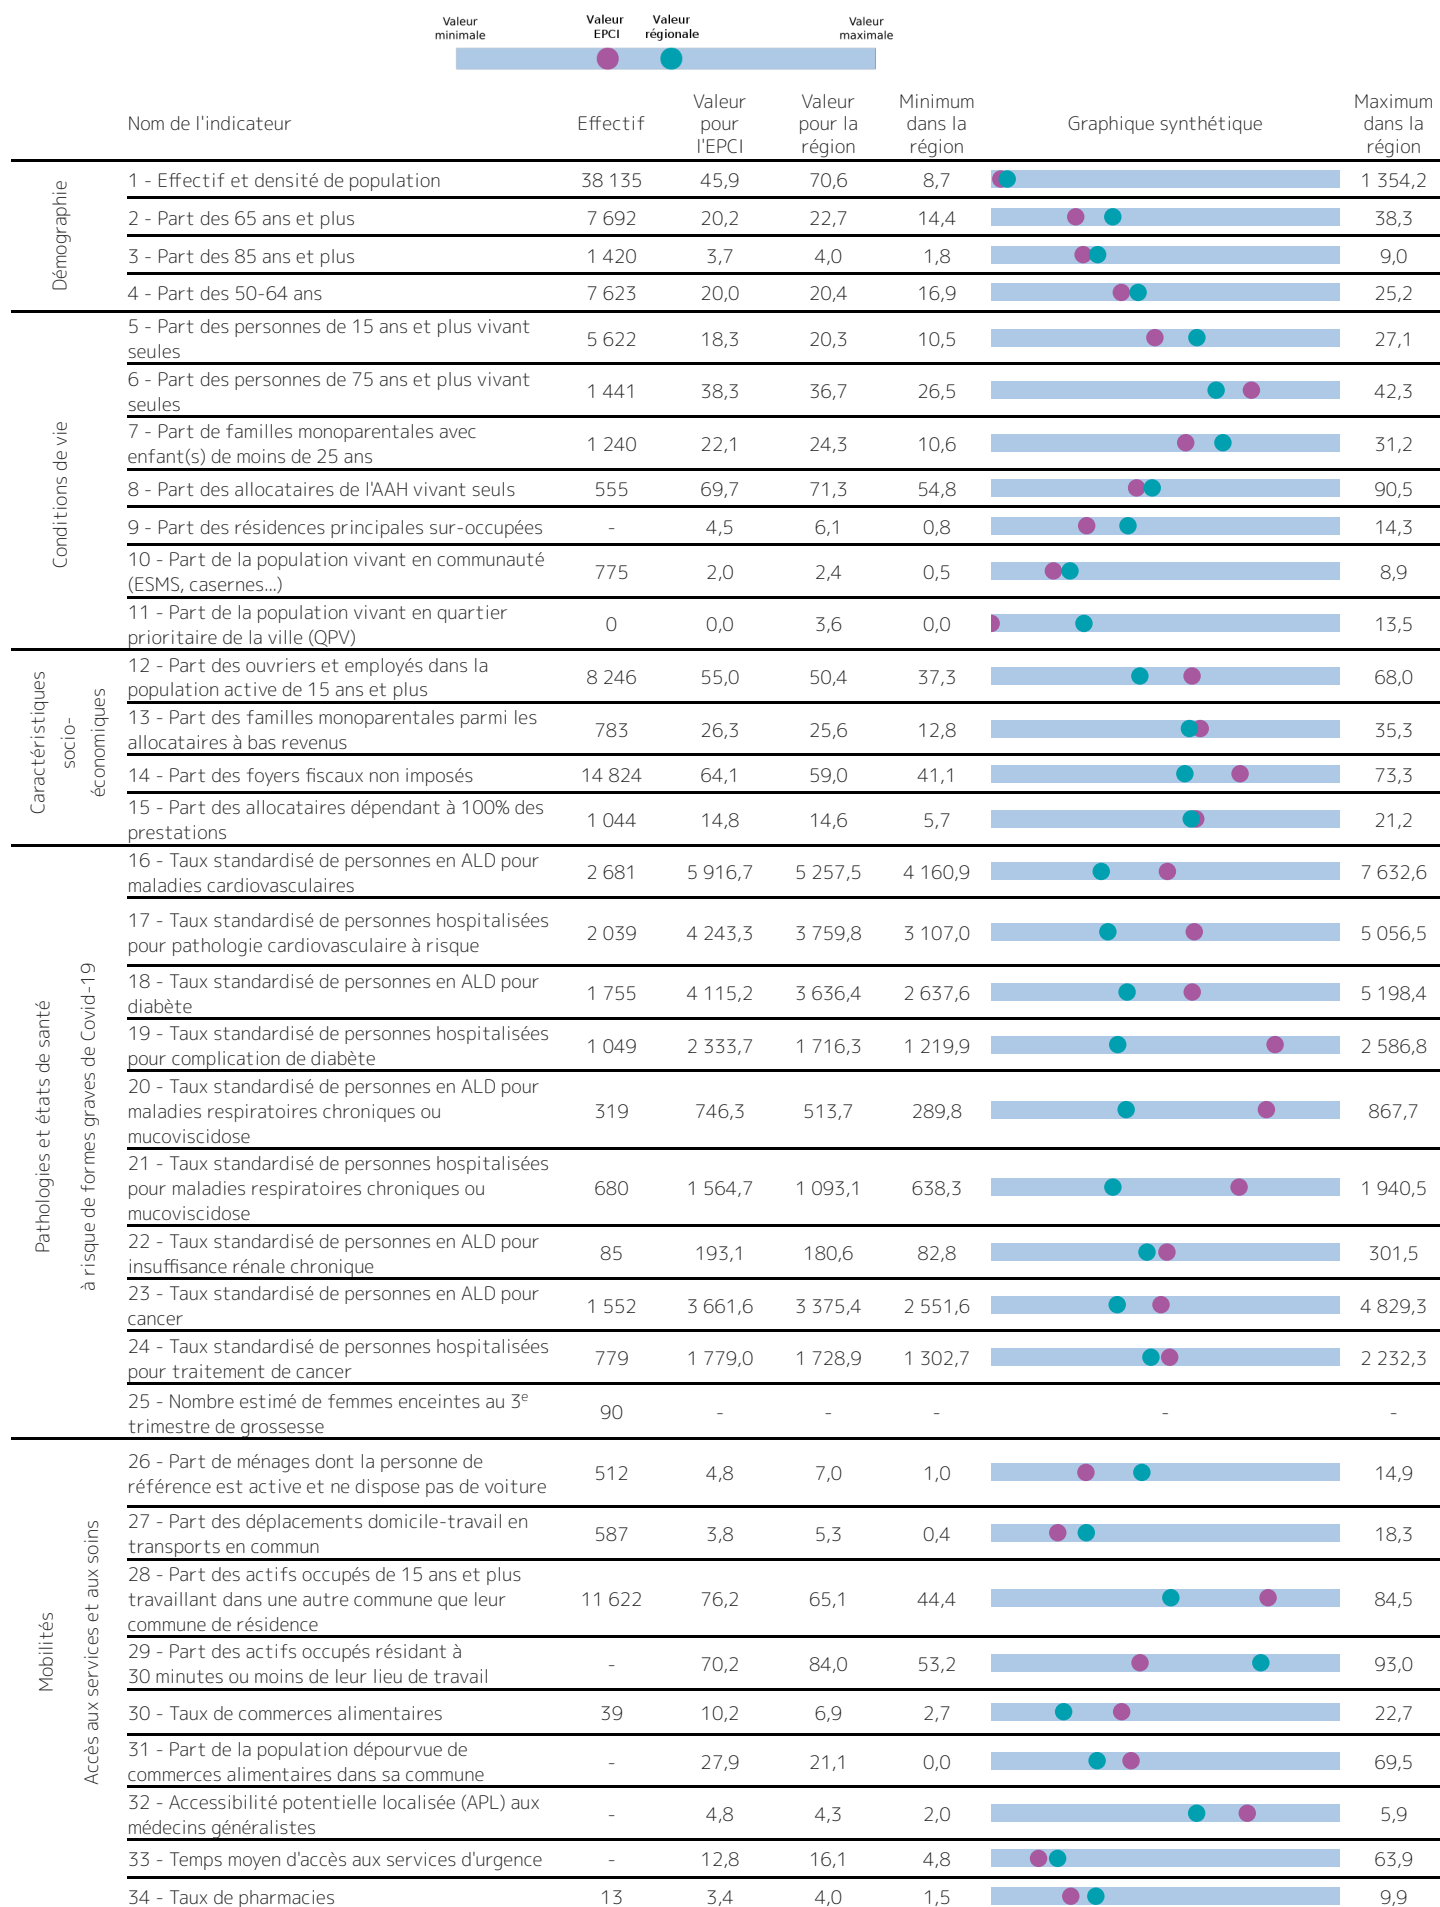 Valeur minimale
Valeur EPCI
Valeur régionale
Valeur maximale
Nom de l'indicateur
Effectif
Valeur pour l'EPCI
Valeur pour la région
Minimum dans la région
Graphique synthétique
Maximum dans la région
Démographie
1 - Effectif et densité de population 38 135 45,9 70,6 8,7 1 354,2
2 - Part des 65 ans et plus 7 692 20,2 22,7 14,4 38,3
3 - Part des 85 ans et plus 1 420 3,7 4,0 1,8 9,0
4 - Part des 50-64 ans 7 623 20,0 20,4 16,9 25,2
Conditions de vie
5 - Part des personnes de 15 ans et plus vivant
seules 5 622 18,3 20,3 10,5 27,1
6 - Part des personnes de 75 ans et plus vivant
seules 1 441 38,3 36,7 26,5 42,3
7 - Part de familles monoparentales avec
enfant(s) de moins de 25 ans 1 240 22,1 24,3 10,6 31,2
8 - Part des allocataires de l'AAH vivant seuls 555 69,7 71,3 54,8 90,5
9 - Part des résidences principales sur-occupées - 4,5 6,1 0,8 14,3
10 - Part de la population vivant en communauté
(ESMS, casernes...) 775 2,0 2,4 0,5 8,9
11 - Part de la population vivant en quartier
prioritaire de la ville (QPV) 0 0,0 3,6 0,0 13,5
Caractéristiques
socio-
économiques
12 - Part des ouvriers et employés dans la
population active de 15 ans et plus 8 246 55,0 50,4 37,3 68,0
13 - Part des familles monoparentales parmi les
allocataires à bas revenus 783 26,3 25,6 12,8 35,3
14 - Part des foyers fiscaux non imposés 14 824 64,1 59,0 41,1 73,3
15 - Part des allocataires dépendant à 100% des
prestations 1 044 14,8 14,6 5,7 21,2
Pathologies et états de santé
à risque de formes graves de Covid-19
16 - Taux standardisé de personnes en ALD pour
maladies cardiovasculaires 2 681 5 916,7 5 257,5 4 160,9 7 632,6
17 - Taux standardisé de personnes hospitalisées
pour pathologie cardiovasculaire à risque 2 039 4 243,3 3 759,8 3 107,0 5 056,5
18 - Taux standardisé de personnes en ALD pour
diabète 1 755 4 115,2 3 636,4 2 637,6 5 198,4
19 - Taux standardisé de personnes hospitalisées
pour complication de diabète 1 049 2 333,7 1 716,3 1 219,9 2 586,8
20 - Taux standardisé de personnes en ALD pour
maladies respiratoires chroniques ou
mucoviscidose 319 746,3 513,7 289,8 867,7
21 - Taux standardisé de personnes hospitalisées
pour maladies respiratoires chroniques ou
mucoviscidose 680 1 564,7 1 093,1 638,3 1 940,5
22 - Taux standardisé de personnes en ALD pour
insuffisance rénale chronique 85 193,1 180,6 82,8 301,5
23 - Taux standardisé de personnes en ALD pour
cancer 1 552 3 661,6 3 375,4 2 551,6 4 829,3
24 - Taux standardisé de personnes hospitalisées
pour traitement de cancer 779 1 779,0 1 728,9 1 302,7 2 232,3
25 - Nombre estimé de femmes enceintes au 3e
trimestre de grossesse 90 - - - - -
Mobilités
Accès aux services et aux soins
26 - Part de ménages dont la personne de
référence est active et ne dispose pas de voiture 512 4,8 7,0 1,0 14,9
27 - Part des déplacements domicile-travail en
transports en commun 587 3,8 5,3 0,4 18,3
28 - Part des actifs occupés de 15 ans et plus
travaillant dans une autre commune que leur
commune de résidence 11 622 76,2 65,1 44,4 84,5
29 - Part des actifs occupés résidant à
30 minutes ou moins de leur lieu de travail - 70,2 84,0 53,2 93,0
30 - Taux de commerces alimentaires 39 10,2 6,9 2,7 22,7
31 - Part de la population dépourvue de
commerces alimentaires dans sa commune - 27,9 21,1 0,0 69,5
32 - Accessibilité potentielle localisée (APL) aux
médecins généralistes - 4,8 4,3 2,0 5,9
33 - Temps moyen d'accès aux services d'urgence - 12,8 16,1 4,8 63,9
34 - Taux de pharmacies 13 3,4 4,0 1,5 9,9